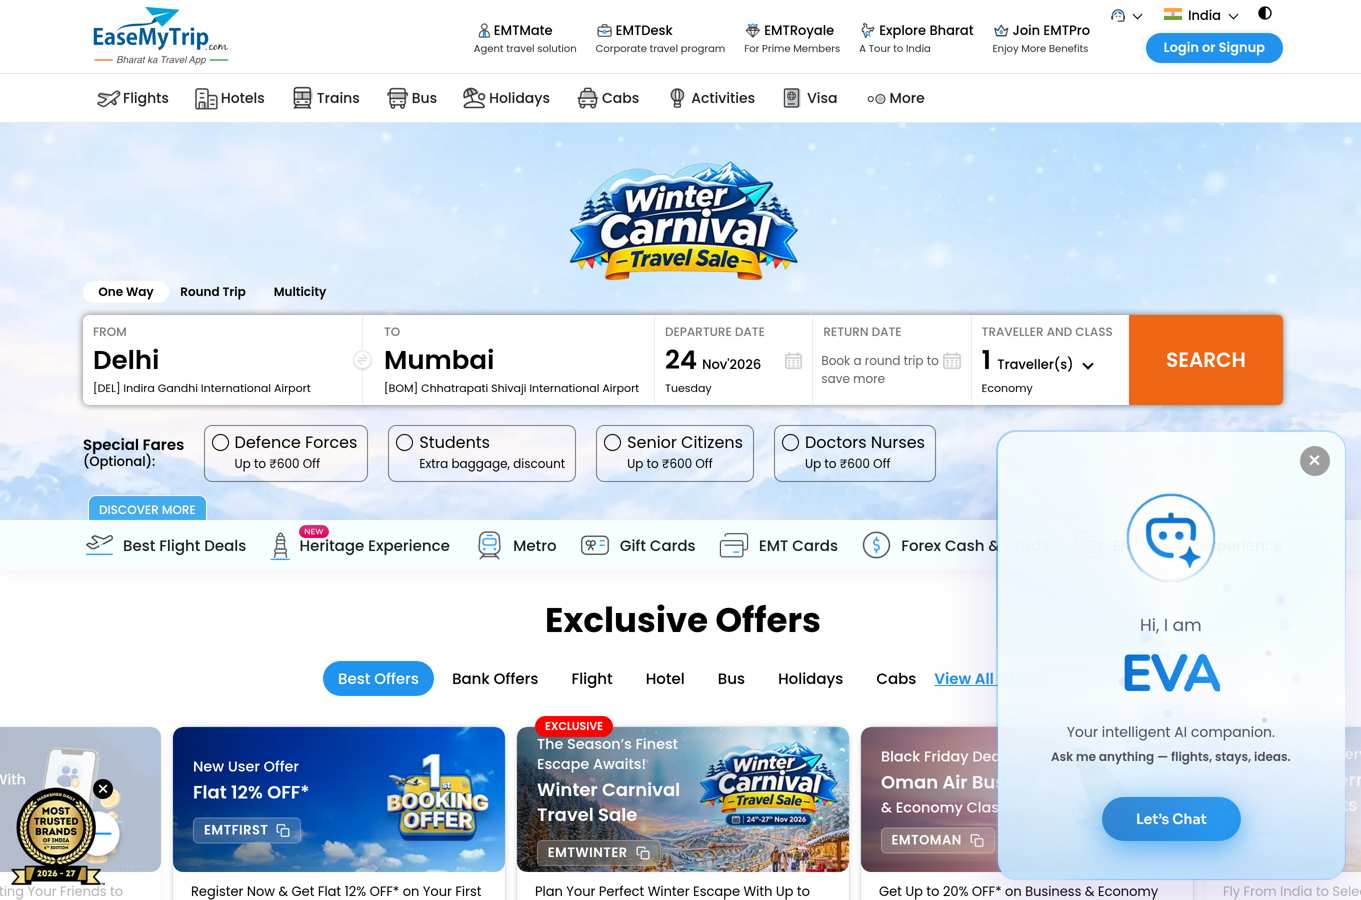 EaseMyTrip.com
Bharat ka Travel App
EMTMate
Agent travel solution
EMTDesk
Corporate travel program
EMTRoyale
For Prime Members
Explore Bharat
A Tour to India
Join EMTPro
Enjoy More Benefits
India
Login or Signup
Flights
Hotels
Trains
Bus
Holidays
Cabs
Activities
Visa
More
Winter
Carnival
Travel Sale
One Way
Round Trip
Multicity
FROM
Delhi
[DEL] Indira Gandhi International Airport
TO
Mumbai
[BOM] Chhatrapati Shivaji International Airport
DEPARTURE DATE
24 Nov'2026
Tuesday
RETURN DATE
Book a round trip to
save more
TRAVELLER AND CLASS
1 Traveller(s)
Economy
SEARCH
Special Fares
(Optional):
Defence Forces
Up to ₹600 Off
Students
Extra baggage, discount
Senior Citizens
Up to ₹600 Off
Doctors Nurses
Up to ₹600 Off
DISCOVER MORE
Best Flight Deals
NEW
Heritage Experience
Metro
Gift Cards
EMT Cards
Forex Cash &
Exclusive Offers
Best Offers
Bank Offers
Flight
Hotel
Bus
Holidays
Cabs
View All
With
ting Your Friends to
MOST
TRUSTED
BRANDS
OF INDIA
2026 - 27
New User Offer
Flat 12% OFF*
EMTFIRST
1st
BOOKING
OFFER
Register Now & Get Flat 12% OFF* on Your First
EXCLUSIVE
The Season's Finest
Escape Awaits!
Winter Carnival
Travel Sale
EMTWINTER
Winter
Carnival
Travel Sale
24th-27th Nov 2026
Plan Your Perfect Winter Escape With Up to
Black Friday Dea
Oman Air Bus
& Economy Clas
EMTOMAN
Get Up to 20% OFF* on Business & Economy
Fly From India to Selec
Hi, I am
EVA
Your intelligent AI companion.
Ask me anything — flights, stays, ideas.
Let's Chat